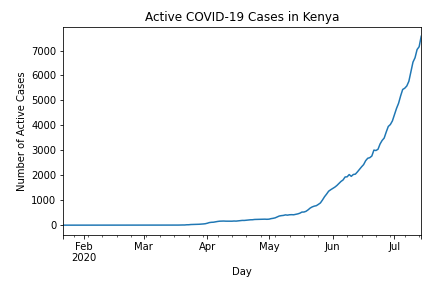 Active COVID-19 Cases in Kenya
Number of Active Cases
7000
6000
5000
4000
3000
2000
1000
0
Feb Mar Apr May Jun Jul
2020
Day